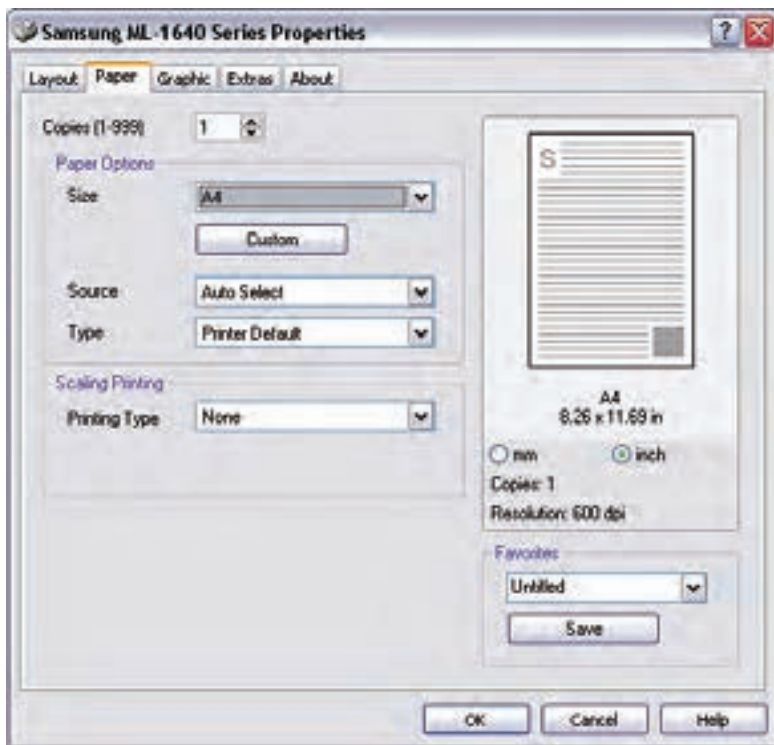 Samsung ML-1640 Series Properties
Layout Paper Graphic Extras About
Copies (1-999) 1
Paper Options
Size A4
Custom
Source Auto Select
Type Printer Default
Scaling Printing
Printing Type None
S
A4
8.26 x 11.69 in
mm inch
Copies: 1
Resolution: 600 dpi
Favorites
Untitled
Save
OK Cancel Help